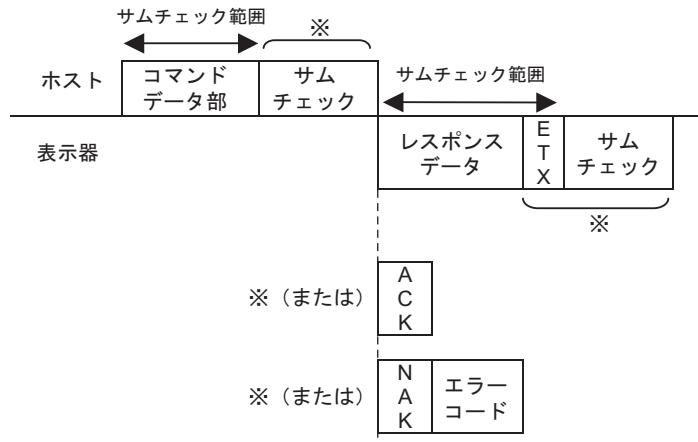 サムチェック範囲
※
ホスト
コマンド
データ部
サム
チェック
サムチェック範囲
表示器
レスポンス
データ
ETX
サム
チェック
※
※（または）
ACK
※（または）
NAK
エラー
コード